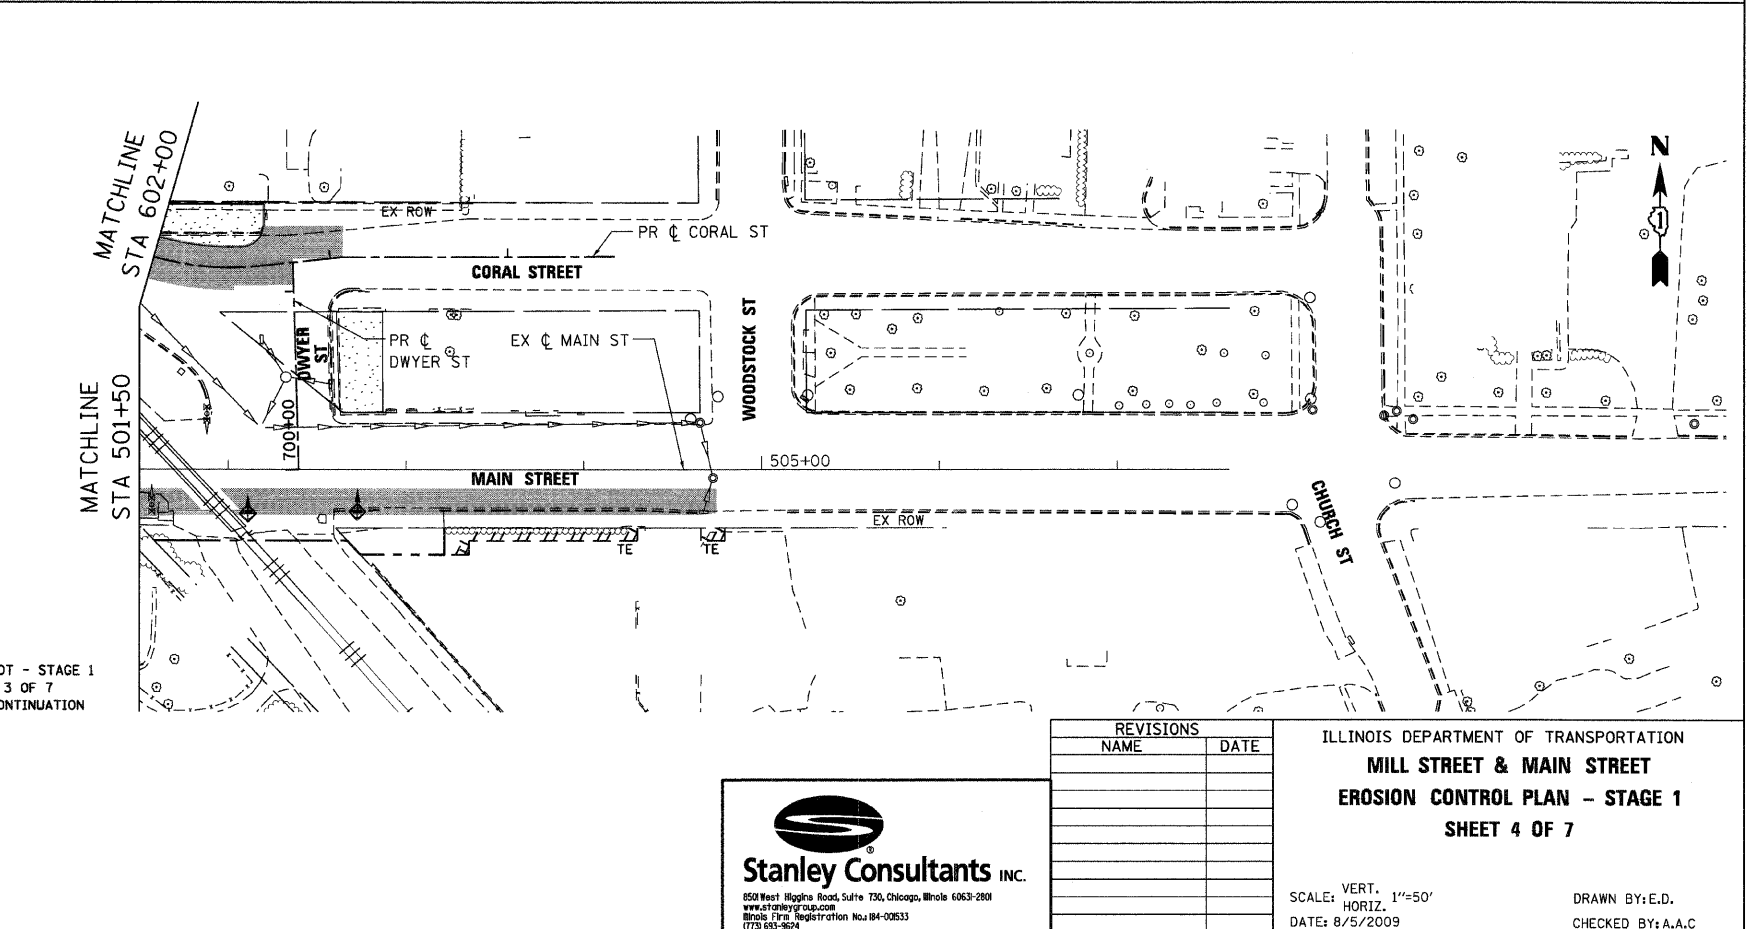 MATCHLINE
STA 602+00
N
1
EX ROW
PR ℄ CORAL ST
CORAL STREET
DWYER
ST
PR ℄
DWYER ST
EX ℄ MAIN ST
WOODSTOCK ST
MATCHLINE
STA 501+50
700+00
505+00
MAIN STREET
EX ROW
CHURCH ST
TE
TE
OT - STAGE 1
3 OF 7
ONTINUATION
REVISIONS
NAME DATE
ILLINOIS DEPARTMENT OF TRANSPORTATION
MILL STREET & MAIN STREET
EROSION CONTROL PLAN - STAGE 1
SHEET 4 OF 7
SCALE: VERT. 1"=50'
HORIZ.
DATE: 8/5/2009
DRAWN BY: E.D.
CHECKED BY: A.A.C
Stanley Consultants INC.
8501 West Higgins Road, Suite 730, Chicago, Illinois 60631-2801
www.stanleygroup.com
Illinois Firm Registration No.: 184-001533
(773) 693-9624